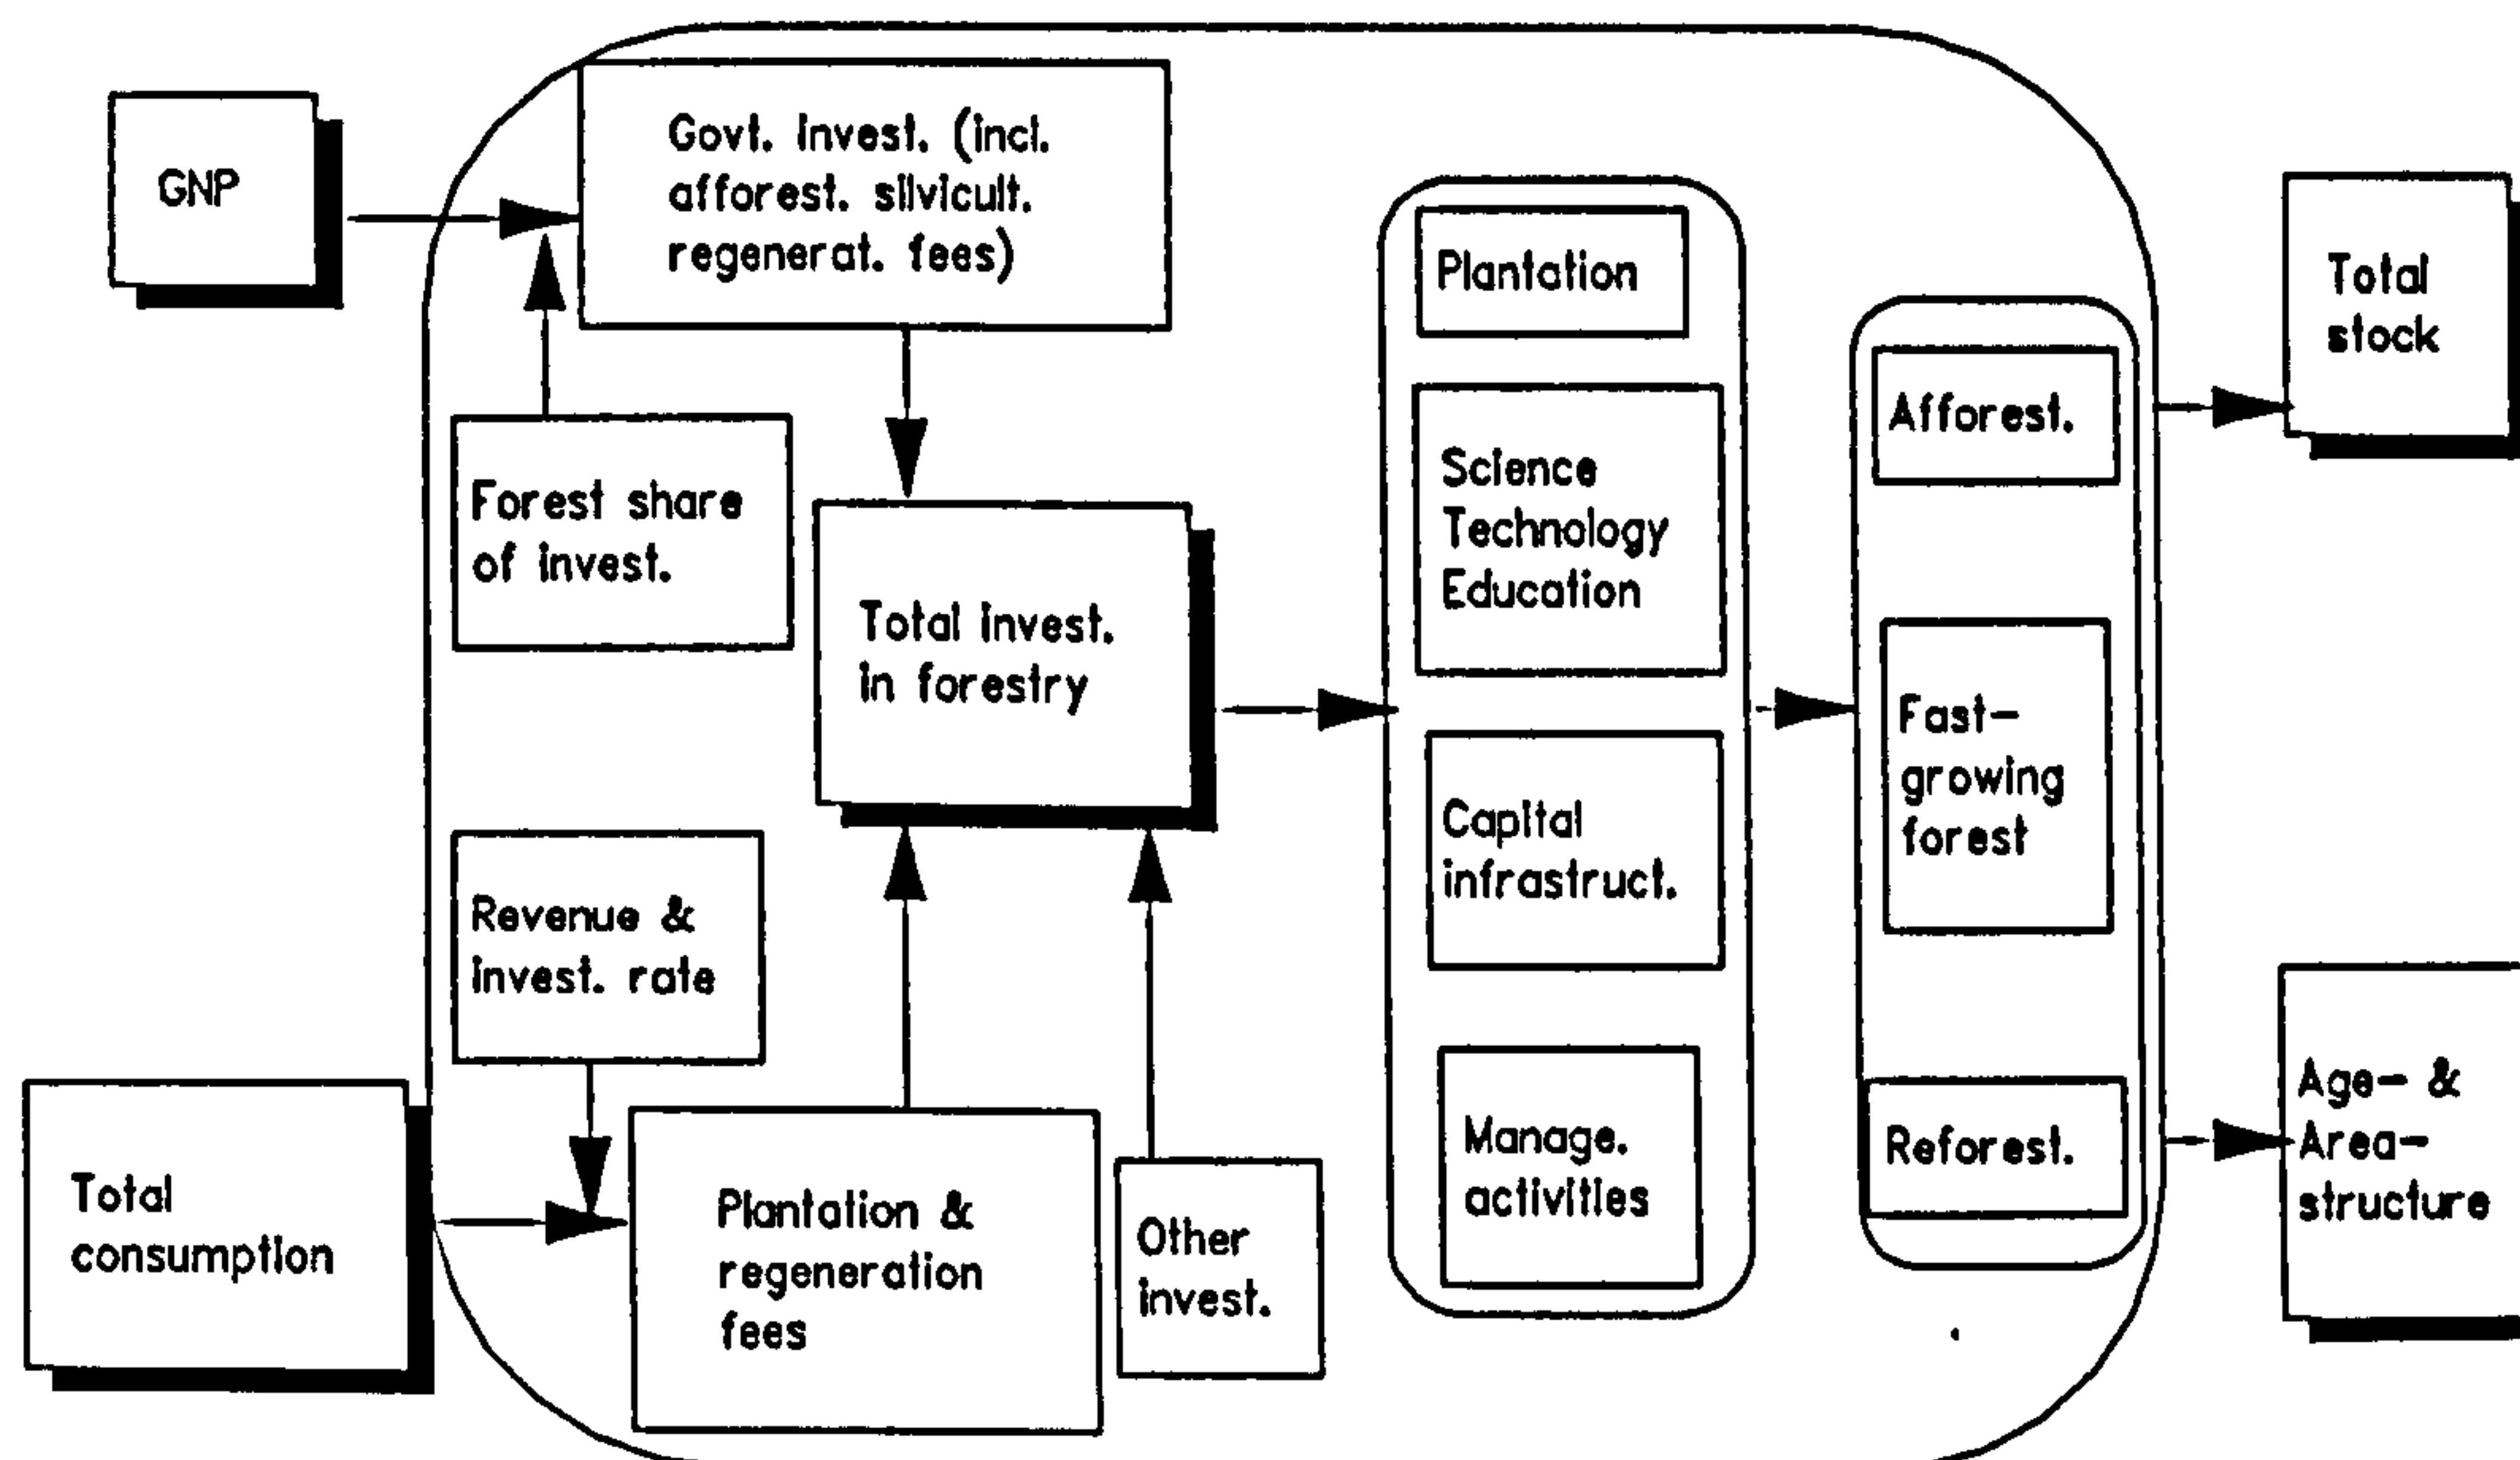 GNP
Govt. invest. (incl.
afforest. silvicult.
regenerat. fees)
Forest share
of invest.
Total invest.
in forestry
Revenue &
invest. rate
Total
consumption
Plantation &
regeneration
fees
Other
invest.
Plantation
Science
Technology
Education
Capital
infrastruct.
Manage.
activities
Afforest.
Fast-
growing
forest
Reforest.
Total
stock
Age- &
Area-
structure